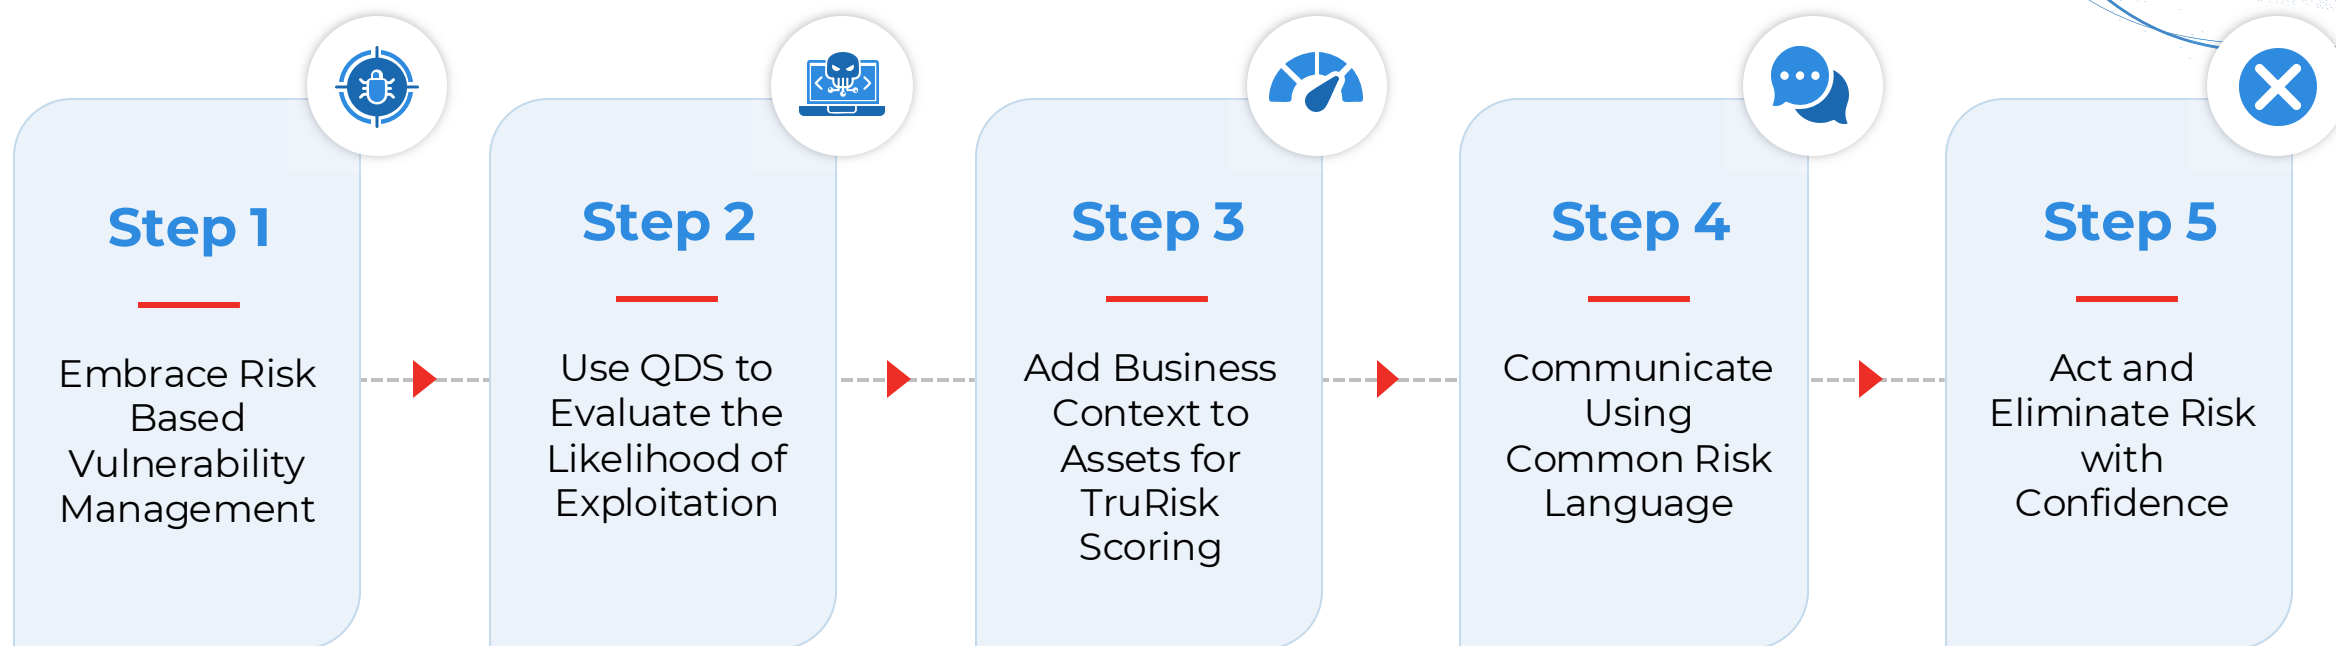 Step 1
Embrace Risk
Based
Vulnerability
Management
Step 2
Use QDS to
Evaluate the
Likelihood of
Exploitation
Step 3
Add Business
Context to
Assets for
TruRisk
Scoring
Step 4
Communicate
Using
Common Risk
Language
Step 5
Act and
Eliminate Risk
with
Confidence